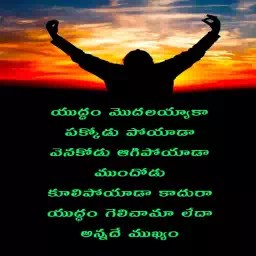 యుద్ధం మొదలయ్యాకా
పక్కోడు పోయాడా
వెనకోడు ఆగిపోయాడా
ముందోడు
కూలిపోయాడా కాదురా
యుద్ధం గెలిచామా లేదా
అన్నదే ముఖ్యం